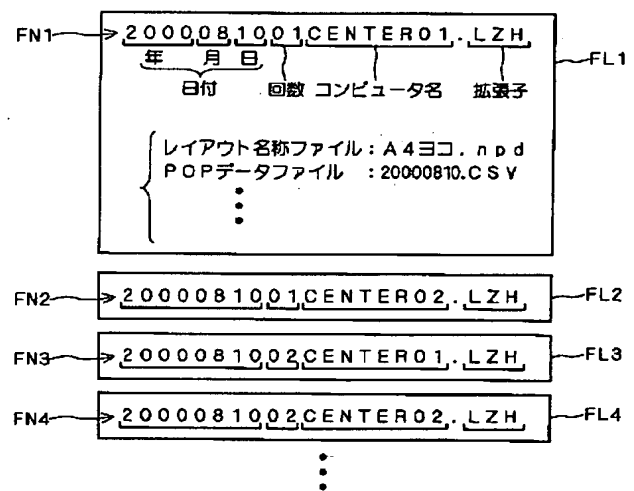 FN1 2000081001CENTER01.LZH FL1
年 月 日
日付 回数 コンピュータ名 拡張子
レイアウト名称ファイル：A4ヨコ.npd
POPデータファイル ：20000810.CSV
FN2 2000081001CENTER02.LZH FL2
FN3 2000081002CENTER01.LZH FL3
FN4 2000081002CENTER02.LZH FL4